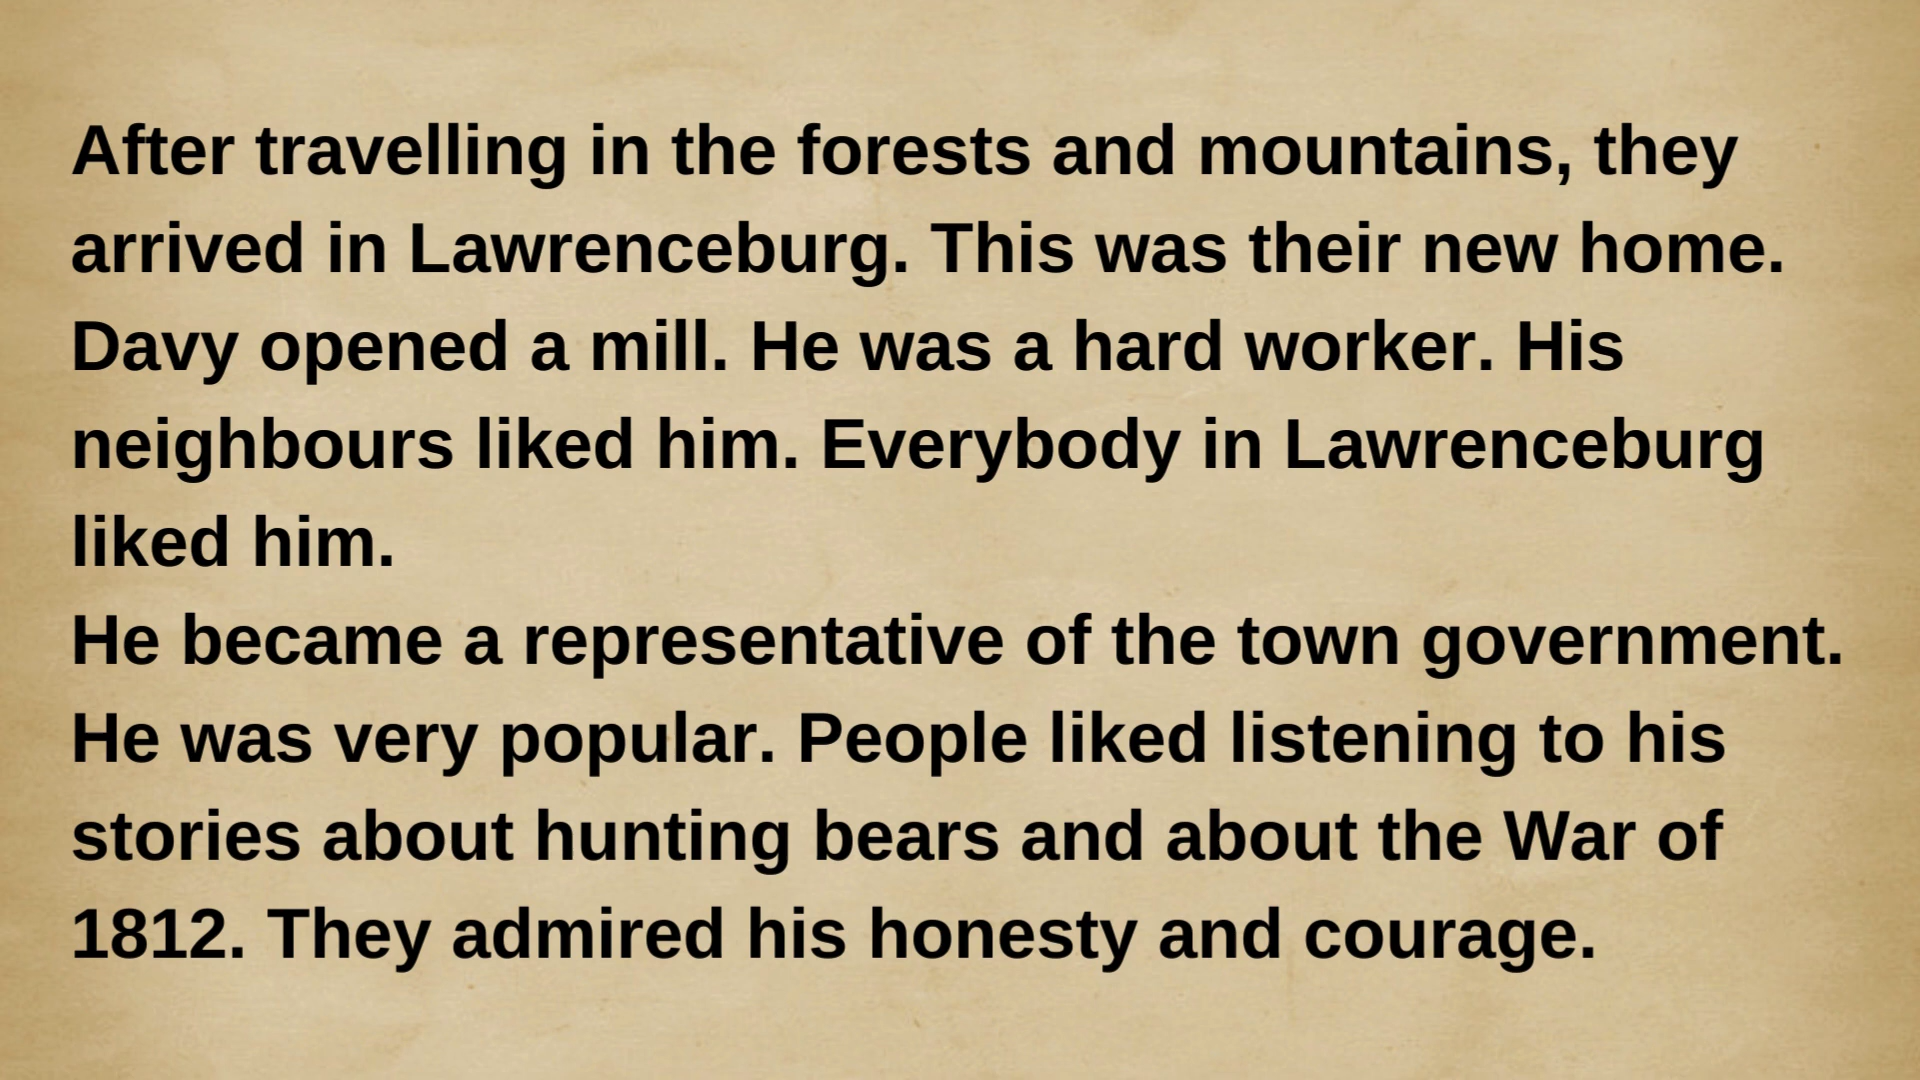 After travelling in the forests and mountains, they
arrived in Lawrenceburg. This was their new home.
Davy opened a mill. He was a hard worker. His
neighbours liked him. Everybody in Lawrenceburg
liked him.
He became a representative of the town government.
He was very popular. People liked listening to his
stories about hunting bears and about the War of
1812. They admired his honesty and courage.